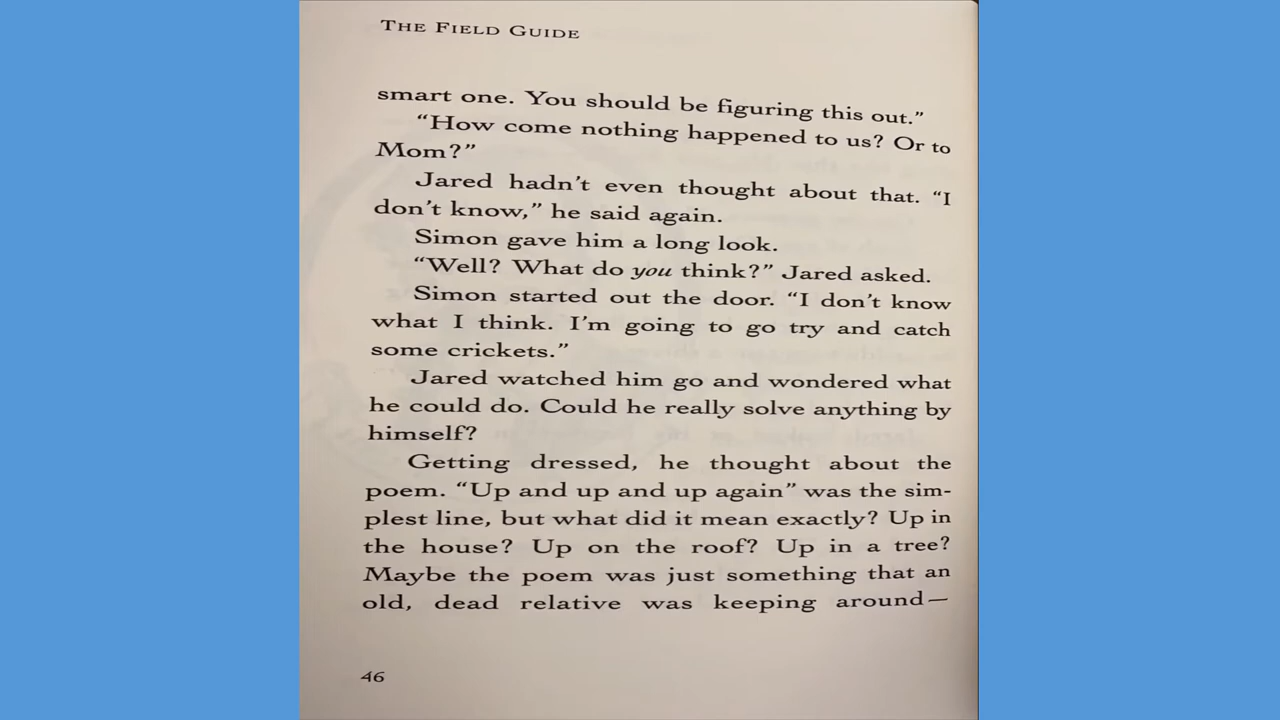 THE FIELD GUIDE
smart one. You should be figuring this out.”
“How come nothing happened to us? Or to
Mom?”
Jared hadn’t even thought about that. “I
don’t know,” he said again.
Simon gave him a long look.
“Well? What do you think?” Jared asked.
Simon started out the door. “I don’t know
what I think. I’m going to go try and catch
some crickets.”
Jared watched him go and wondered what
he could do. Could he really solve anything by
himself?
Getting dressed, he thought about the
poem. “Up and up and up again” was the sim-
plest line, but what did it mean exactly? Up in
the house? Up on the roof? Up in a tree?
Maybe the poem was just something that an
old, dead relative was keeping around—
46